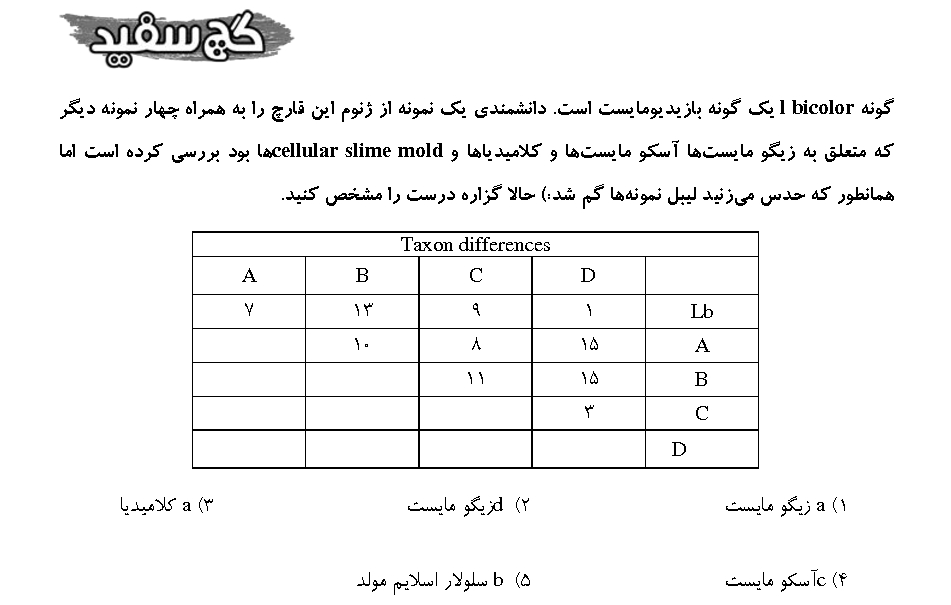 گچ سفید
گونه l bicolor یک گونه بازیدیومایست است. دانشمندی یک نمونه از ژنوم این قارچ را به همراه چهار نمونه دیگر
که متعلق به زیگو مایست‌ها آسکو مایست‌ها و کلامیدیاها و cellular slime moldها بود بررسی کرده است اما
همانطور که حدس می‌زنید لیبل نمونه‌ها گم شد:) حالا گزاره درست را مشخص کنید.
Taxon differences
A B C D
۷ ۱۳ ۹ ۱ Lb
۱۰ ۸ ۱۵ A
۱۱ ۱۵ B
۳ C
D
۱) a زیگو مایست ۲) dزیگو مایست ۳) a کلامیدیا
۴) cآسکو مایست ۵) b سلولار اسلایم مولد